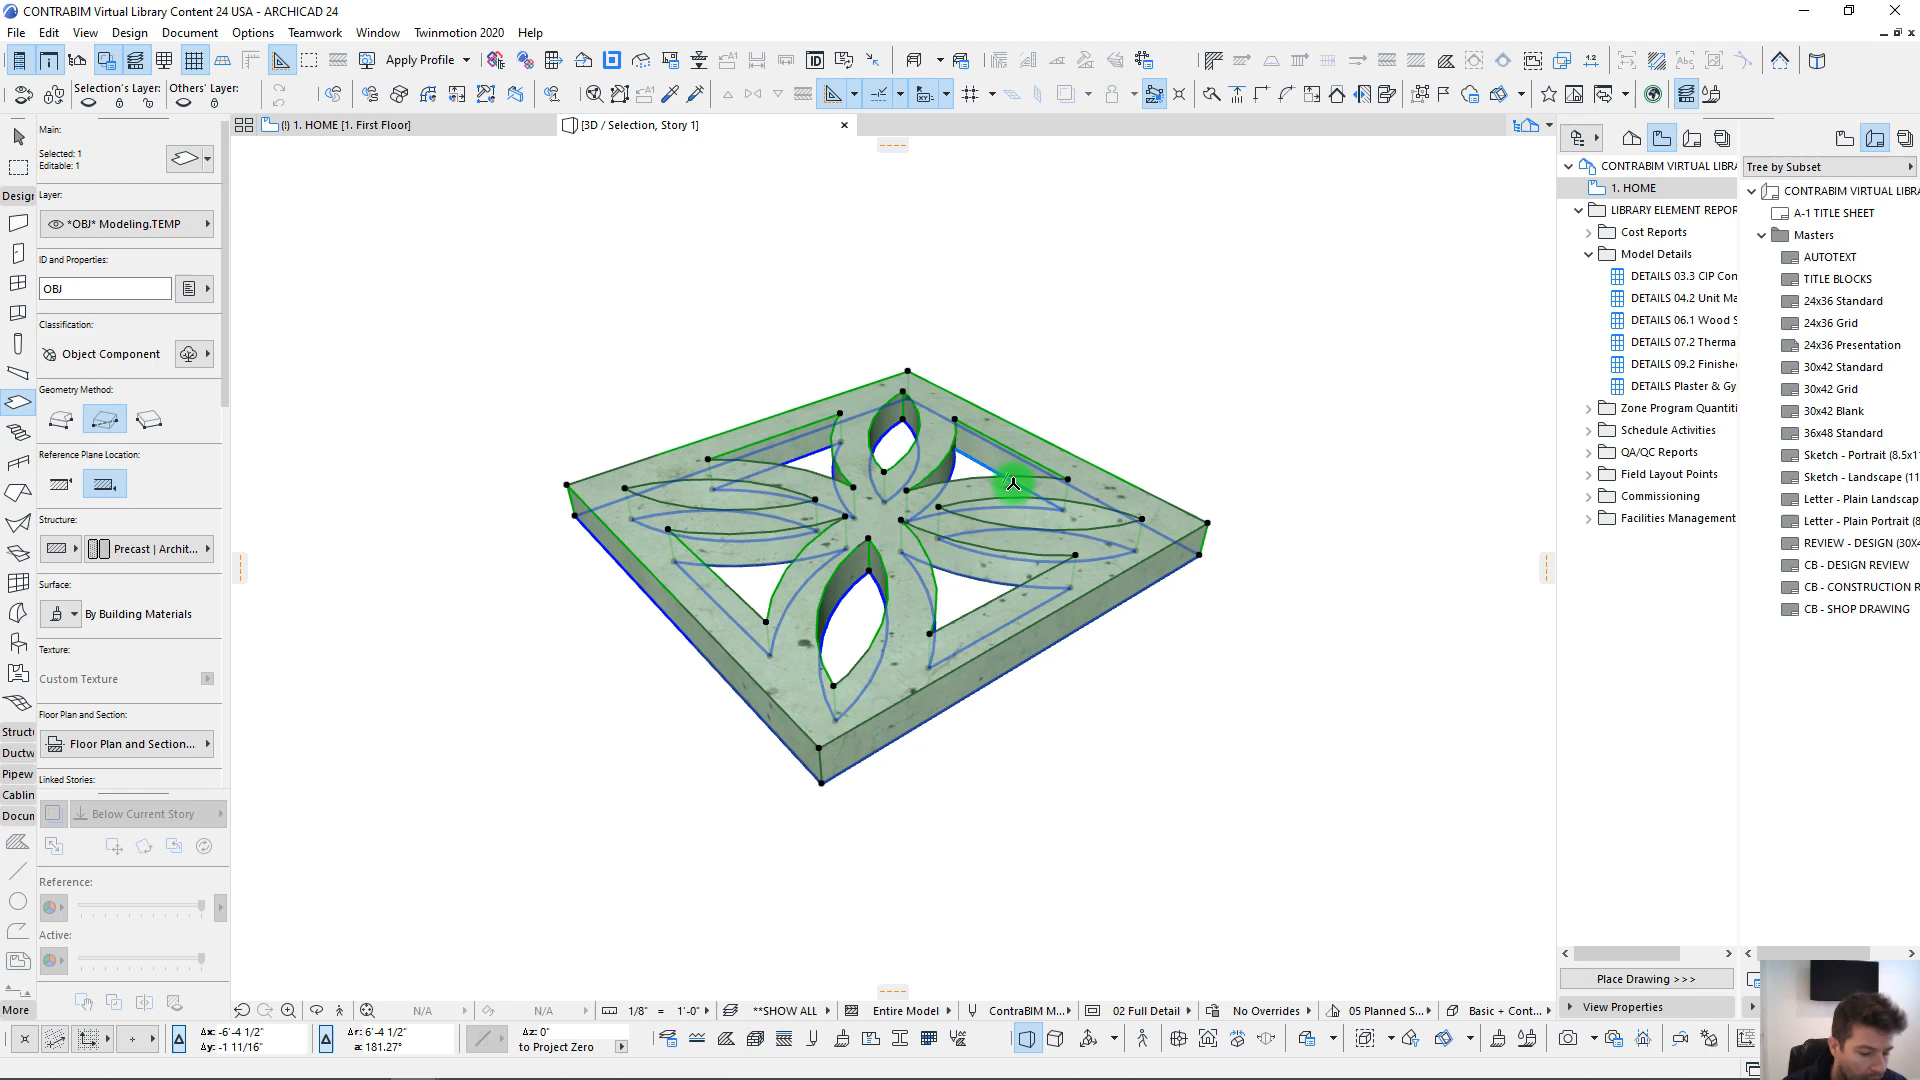 CONTRABIM Virtual Library Content 24 USA - ARCHICAD 24
File Edit View Design Document Options Teamwork Window Twinmotion 2020 Help
Apply Profile
Selection's Layer: Others' Layer:
(!) 1. HOME [1. First Floor]
[3D / Selection, Story 1]
Main:
Selected: 1
Editable: 1
Layer:
*OBJ* Modeling.TEMP
ID and Properties:
OBJ
Classification:
Object Component
Geometry Method:
Reference Plane Location:
Structure:
Precast | Archit...
Surface:
By Building Materials
Texture:
Custom Texture
Floor Plan and Section:
Floor Plan and Section...
Linked Stories:
Below Current Story
Reference:
Active:
Design
Struct
Ductw
Pipew
Cablin
Docum
More
CONTRABIM VIRTUAL LIBRA
1. HOME
LIBRARY ELEMENT REPOR
Cost Reports
Model Details
DETAILS 03.3 CIP Con
DETAILS 04.2 Unit Ma
DETAILS 06.1 Wood S
DETAILS 07.2 Therma
DETAILS 09.2 Finishe
DETAILS Plaster & Gy
Zone Program Quantiti
Schedule Activities
QA/QC Reports
Field Layout Points
Commissioning
Facilities Management
Place Drawing >>>
View Properties
Tree by Subset
CONTRABIM VIRTUAL LIBRA
A-1 TITLE SHEET
Masters
AUTOTEXT
TITLE BLOCKS
24x36 Standard
24x36 Grid
24x36 Presentation
30x42 Standard
30x42 Grid
30x42 Blank
36x48 Standard
Sketch - Portrait (8.5x1
Sketch - Landscape (11
Letter - Plain Landscap
Letter - Plain Portrait (8
REVIEW - DESIGN (30X4
CB - DESIGN REVIEW
CB - CONSTRUCTION R
CB - SHOP DRAWING
N/A N/A 1/8" = 1'-0" **SHOW ALL Entire Model ContraBIM M... 02 Full Detail No Overrides 05 Planned S... Basic + Cont...
Δx: -6'-4 1/2" Δr: 6'-4 1/2" Δz: 0"
Δy: -1 11/16" a: 181.27° to Project Zero